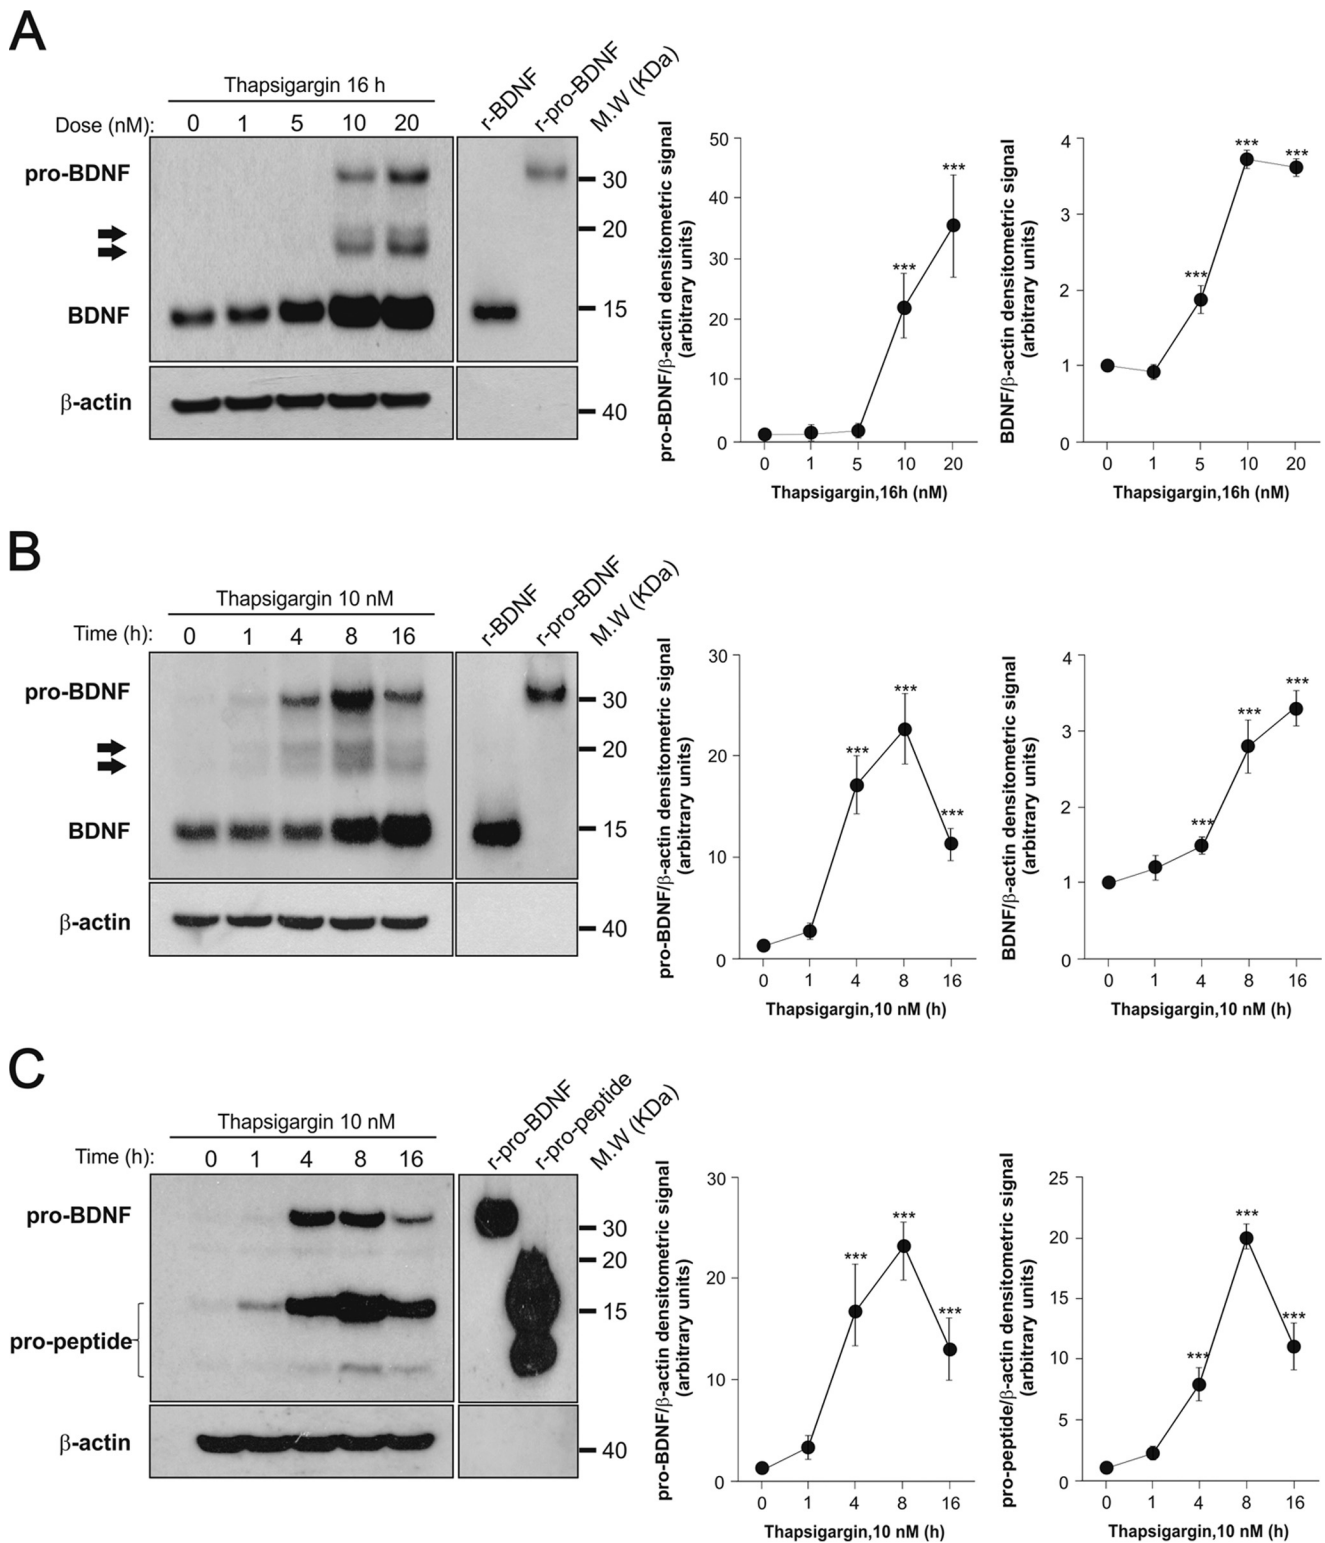 A
Thapsigargin 16 h
Dose (nM): 0 1 5 10 20
r-BDNF
r-pro-BDNF
M.W (KDa)
pro-BDNF
30
20
BDNF
15
β-actin
40
pro-BDNF/β-actin densitometric signal
(arbitrary units)
50
40
30
20
10
0
***
***
0 1 5 10 20
Thapsigargin,16h (nM)
BDNF/β-actin densitometric signal
(arbitrary units)
4
3
2
1
0
***
***
***
0 1 5 10 20
Thapsigargin,16h (nM)
B
Thapsigargin 10 nM
Time (h): 0 1 4 8 16
r-BDNF
r-pro-BDNF
M.W (KDa)
pro-BDNF
30
20
BDNF
15
β-actin
40
pro-BDNF/β-actin densitometric signal
(arbitrary units)
30
20
10
0
***
***
***
0 1 4 8 16
Thapsigargin,10 nM (h)
BDNF/β-actin densitometric signal
(arbitrary units)
4
3
2
1
0
***
***
***
0 1 4 8 16
Thapsigargin,10 nM (h)
C
Thapsigargin 10 nM
Time (h): 0 1 4 8 16
r-pro-BDNF
r-pro-peptide
M.W (KDa)
pro-BDNF
30
20
15
pro-peptide
β-actin
40
pro-BDNF/β-actin densitometric signal
(arbitrary units)
30
20
10
0
***
***
***
0 1 4 8 16
Thapsigargin,10 nM (h)
pro-peptide/β-actin densitometric signal
(arbitrary units)
25
20
15
10
5
0
***
***
***
0 1 4 8 16
Thapsigargin,10 nM (h)